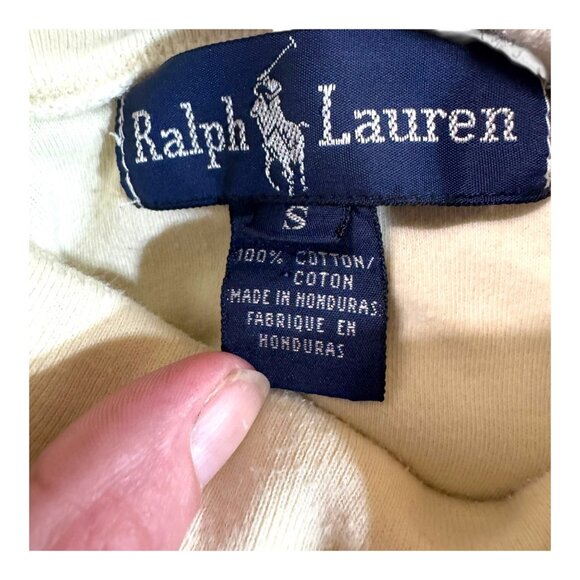 Ralph Lauren
S
100% COTTON/
COTON
MADE IN HONDURAS
FABRIQUE EN
HONDURAS